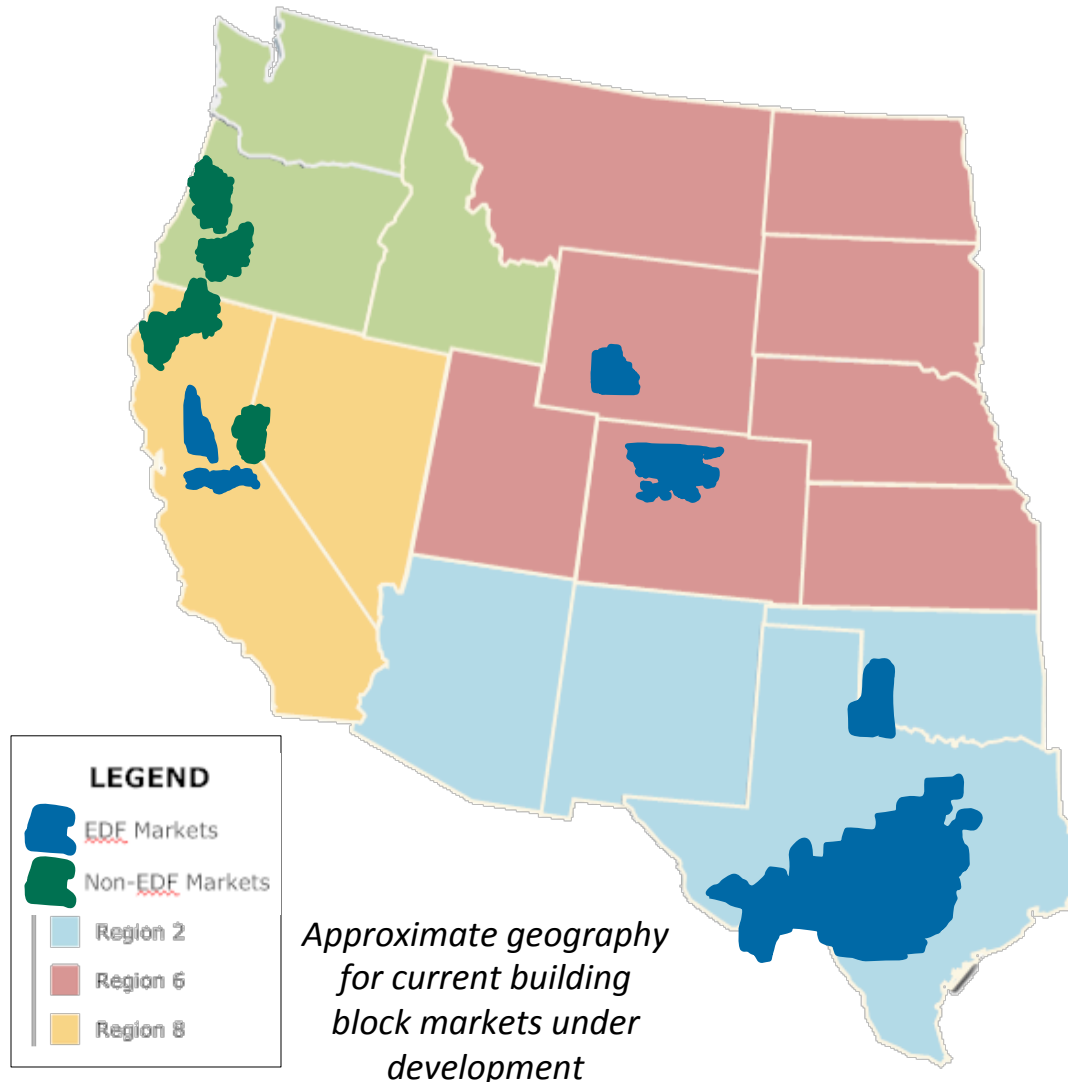 LEGEND
EDF Markets
Non-EDF Markets
Region 2
Region 6
Region 8
Approximate geography
for current building
block markets under
development